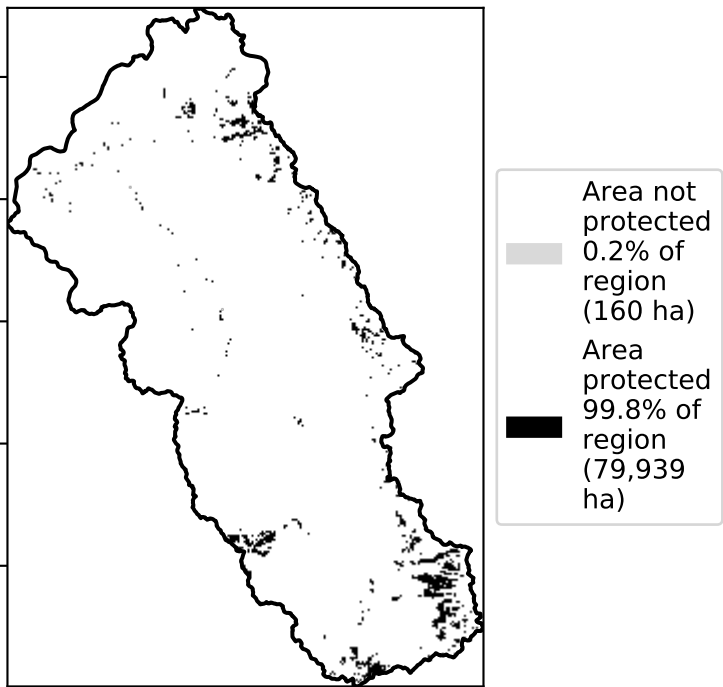 Area not
protected
0.2% of
region
(160 ha)
Area
protected
99.8% of
region
(79,939
ha)